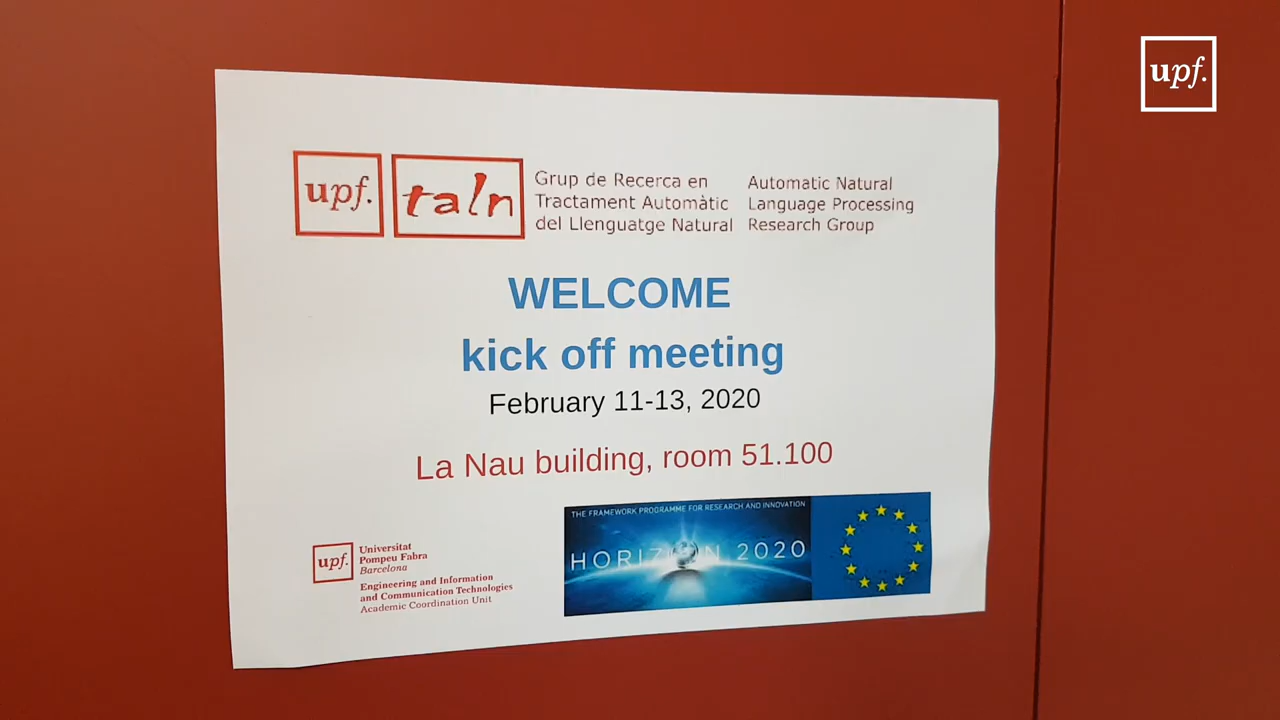 upf.
upf.
taln
Grup de Recerca en
Tractament Automàtic
del Llenguatge Natural
Automatic Natural
Language Processing
Research Group
WELCOME
kick off meeting
February 11-13, 2020
La Nau building, room 51.100
THE FRAMEWORK PROGRAMME FOR RESEARCH AND INNOVATION
HORIZON 2020
upf.
Universitat
Pompeu Fabra
Barcelona
Engineering and Information
and Communication Technologies
Academic Coordination Unit